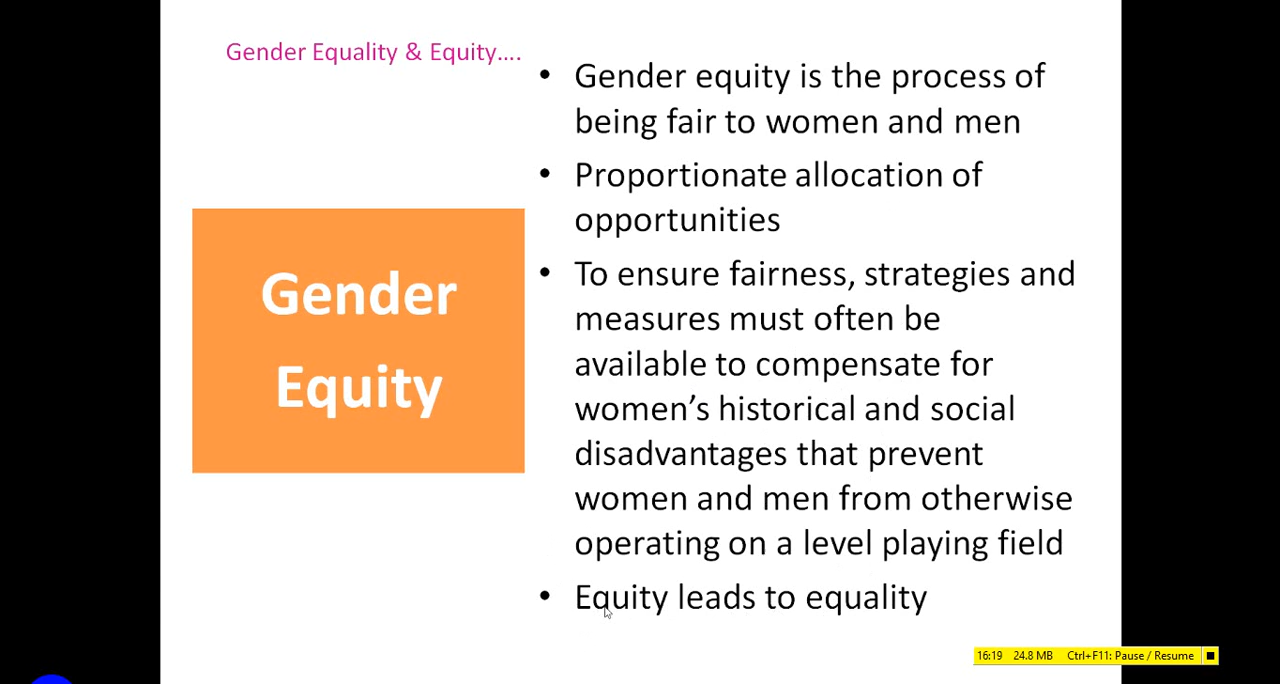 Gender Equality & Equity....
Gender
Equity
• Gender equity is the process of
being fair to women and men
• Proportionate allocation of
opportunities
• To ensure fairness, strategies and
measures must often be
available to compensate for
women’s historical and social
disadvantages that prevent
women and men from otherwise
operating on a level playing field
• Equity leads to equality
16:19 24.8 MB Ctrl+F11: Pause / Resume